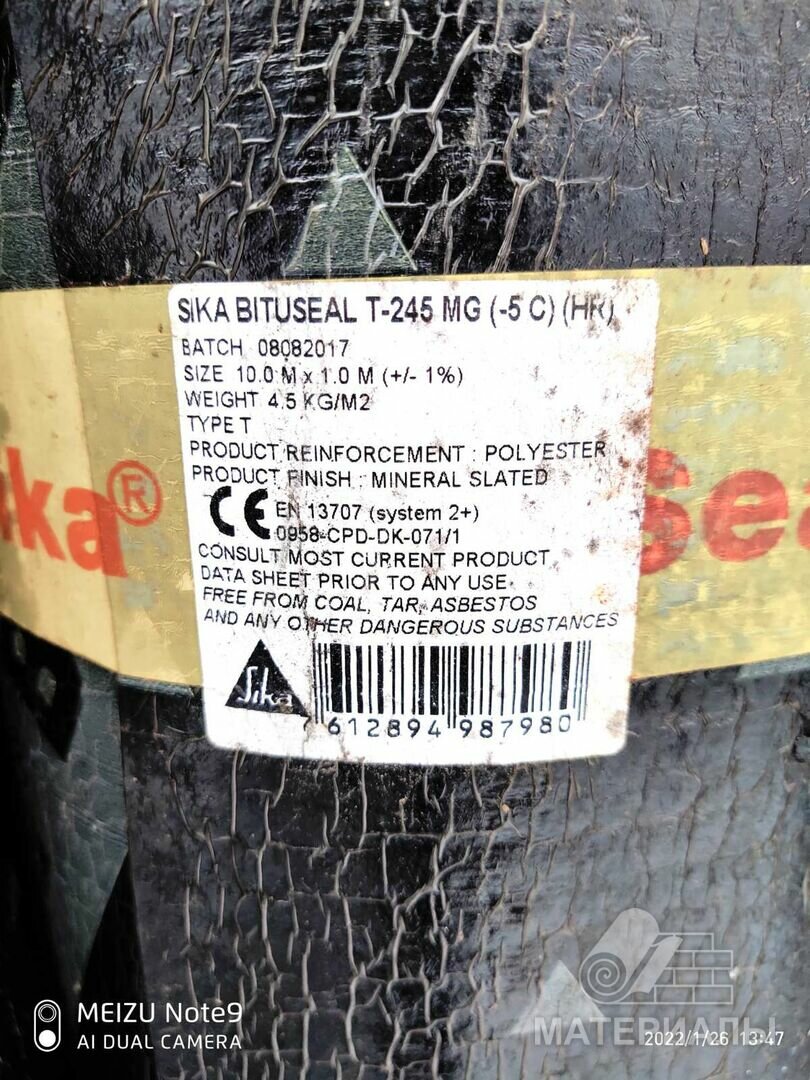 SIKA BITUSEAL T-245 MG (-5 C) (HR)
BATCH 08082017
SIZE 10.0 M x 1.0 M (+/- 1%)
WEIGHT 4.5 KG/M2
TYPE T
PRODUCT REINFORCEMENT : POLYESTER
PRODUCT FINISH : MINERAL SLATED
ika® Se
CE EN 13707 (system 2+)
0958-CPD-DK-071/1
CONSULT MOST CURRENT PRODUCT
DATA SHEET PRIOR TO ANY USE.
FREE FROM COAL, TAR, ASBESTOS
AND ANY OTHER DANGEROUS SUBSTANCES
Sika
7 612894 987980
МАТЕРИАЛЫ
MEIZU Note9
AI DUAL CAMERA
2022/1/26 13:47